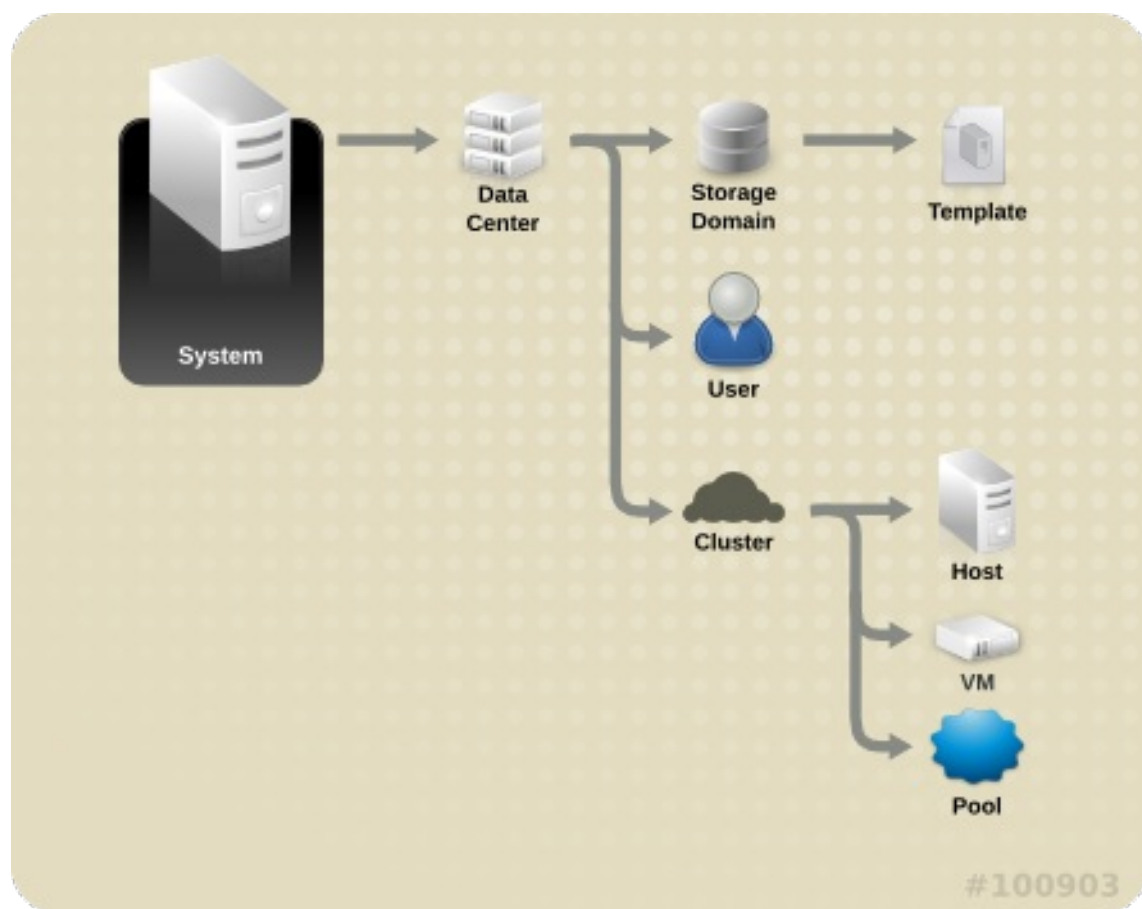 System
Data
Center
Storage
Domain
Template
User
Cluster
Host
VM
Pool
#100903